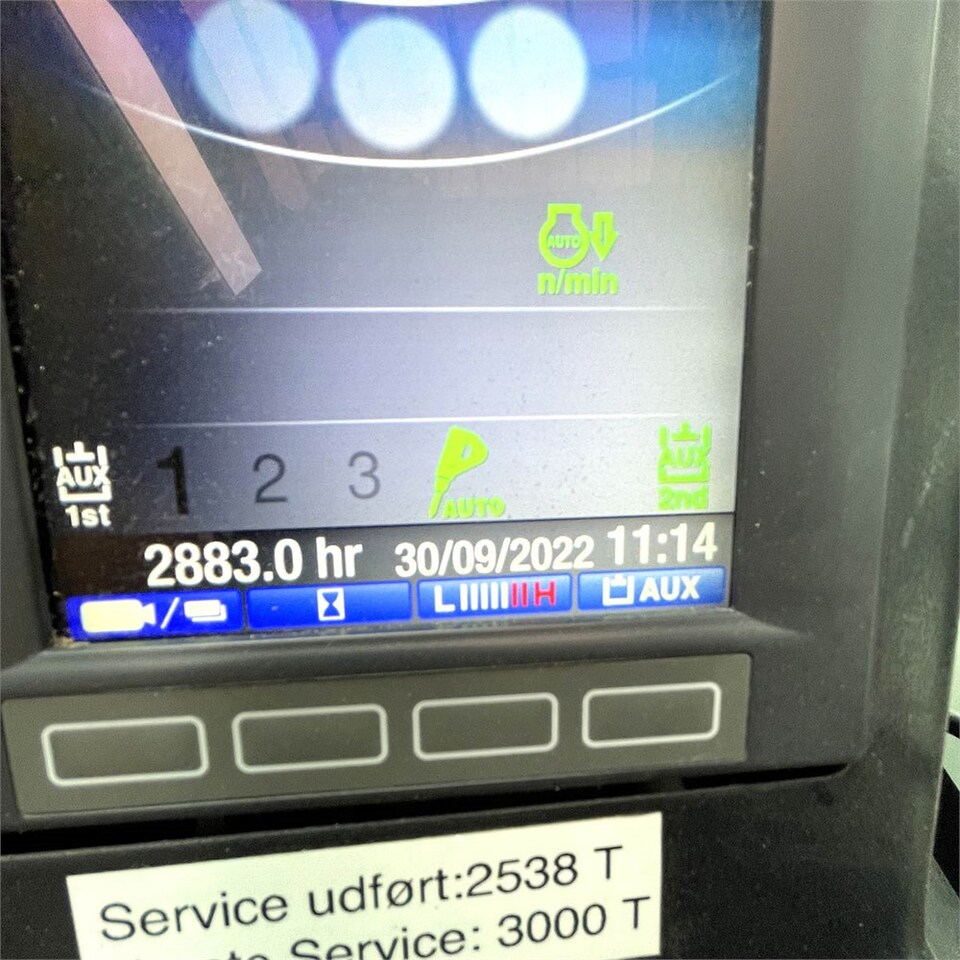 AUTO
n/min
AUX
1st
1 2 3
AUTO
AUX
2nd
2883.0 hr 30/09/2022 11:14
L H AUX
Service udført:2538 T
Service: 3000 T